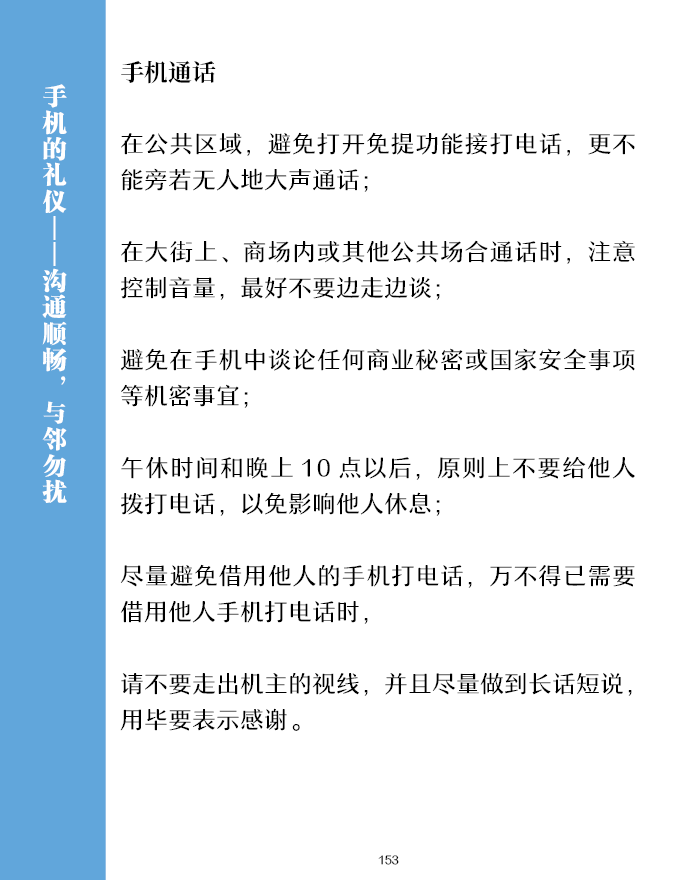 手机的礼仪——沟通顺畅，与邻勿扰
手机通话
在公共区域，避免打开免提功能接打电话，更不
能旁若无人地大声通话；
在大街上、商场内或其他公共场合通话时，注意
控制音量，最好不要边走边谈；
避免在手机中谈论任何商业秘密或国家安全事项
等机密事宜；
午休时间和晚上 10 点以后，原则上不要给他人
拨打电话，以免影响他人休息；
尽量避免借用他人的手机打电话，万不得已需要
借用他人手机打电话时，
请不要走出机主的视线，并且尽量做到长话短说，
用毕要表示感谢。
153